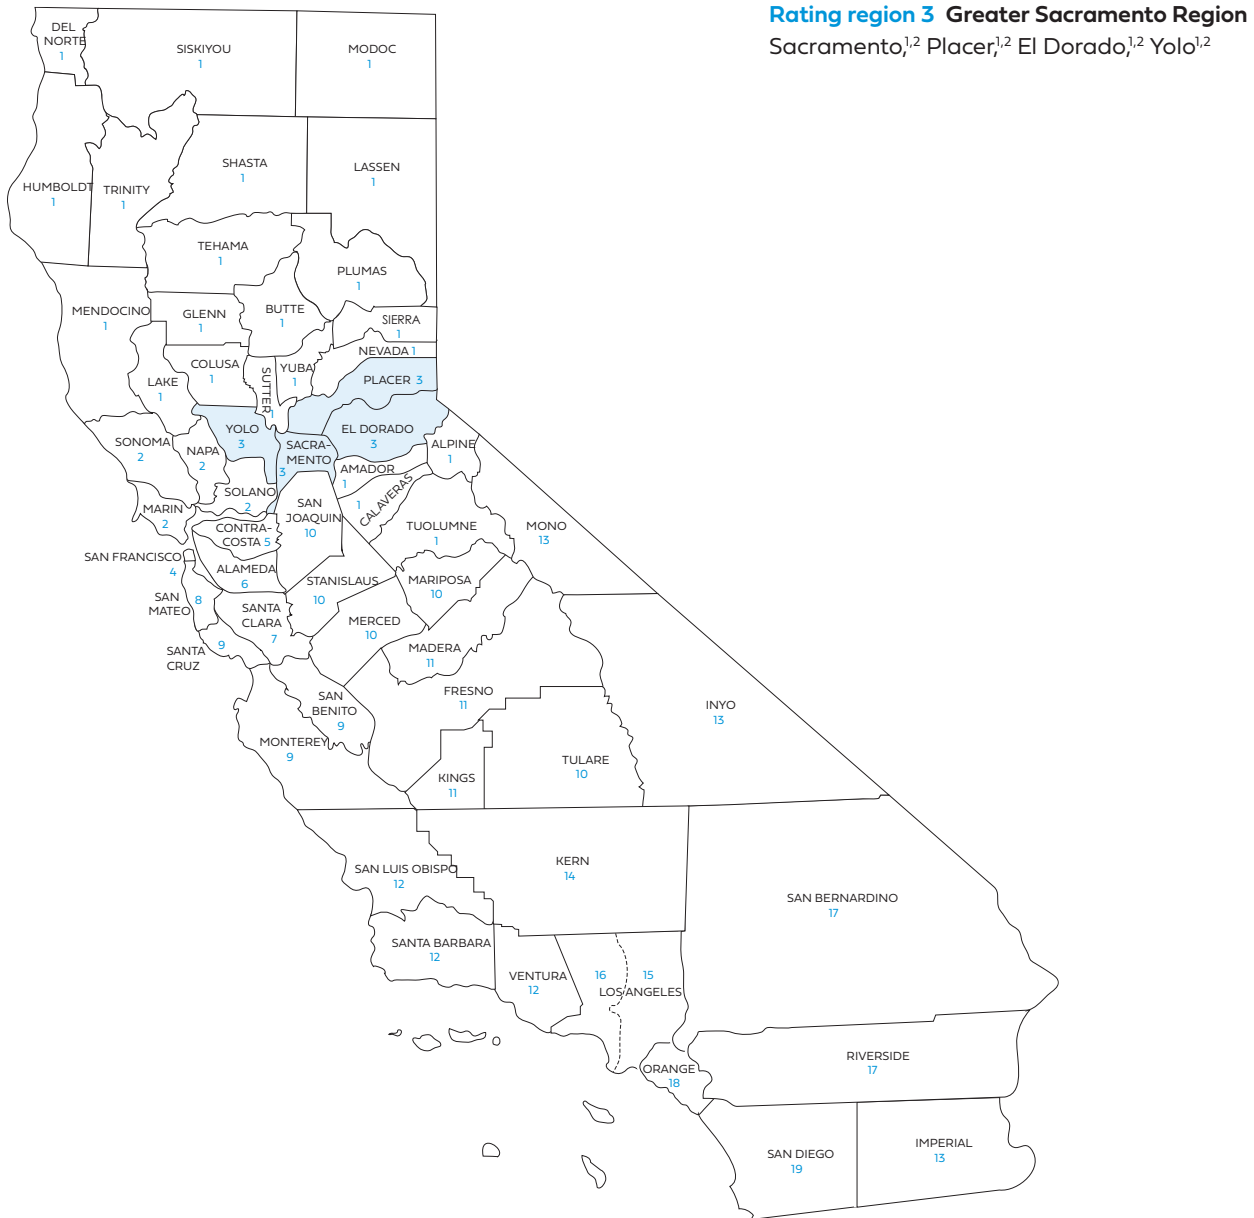 Rating region 3 Greater Sacramento Region
Sacramento,1,2 Placer,1,2 El Dorado,1,2 Yolo1,2
DEL
NORTE
1
SISKIYOU
1
MODOC
1
SHASTA
1
LASSEN
1
HUMBOLDT
1
TRINITY
1
TEHAMA
1
PLUMAS
1
MENDOCINO
1
GLENN
1
BUTTE
1
SIERRA
1
NEVADA 1
COLUSA
1
SUTTER
1
YUBA
1
PLACER 3
LAKE
1
YOLO
3
EL DORADO
3
SONOMA
2
NAPA
2
SACRA-
MENTO
3
ALPINE
1
AMADOR
1
CALAVERAS
1
SOLANO
2
MARIN
2
SAN
JOAQUIN
10
CONTRA-
COSTA 5
TUOLUMNE
1
MONO
13
SAN FRANCISCO
4
ALAMEDA
6
STANISLAUS
10
MARIPOSA
10
SAN
MATEO
8
SANTA
CLARA
7
MERCED
10
SANTA
CRUZ
9
MADERA
11
FRESNO
11
SAN
BENITO
9
INYO
13
MONTEREY
9
KINGS
11
TULARE
10
SAN LUIS OBISPO
12
KERN
14
SAN BERNARDINO
17
SANTA BARBARA
12
VENTURA
12
16
15
LOS ANGELES
RIVERSIDE
17
ORANGE
18
SAN DIEGO
19
IMPERIAL
13